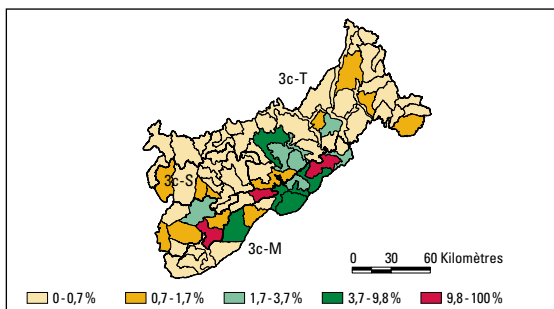 3c-T
3c-S
3c-M
0 30 60 Kilomètres
0 - 0,7 % 0,7 - 1,7 % 1,7 - 3,7 % 3,7 - 9,8 % 9,8 - 100 %